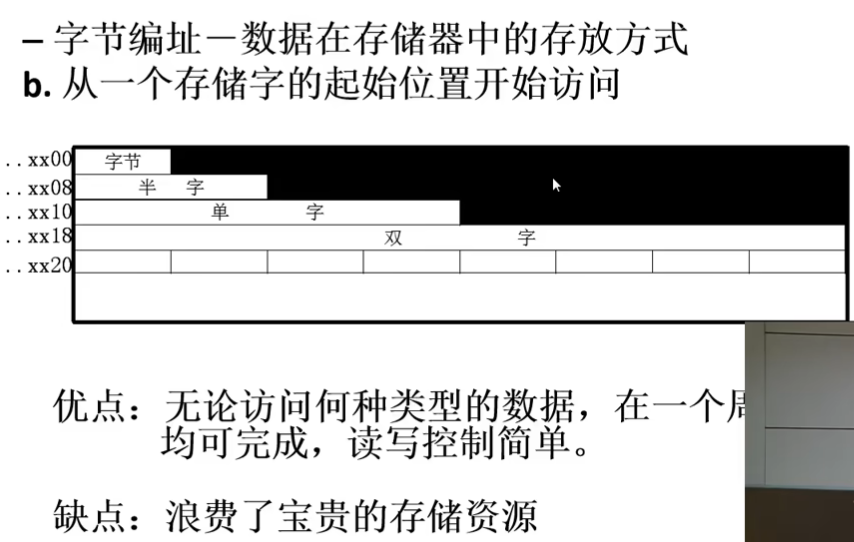 – 字节编址－数据在存储器中的存放方式
b. 从一个存储字的起始位置开始访问
..xx00 字节
..xx08 半 字
..xx10 单 字
..xx18 双 字
..xx20
优点：无论访问何种类型的数据，在一个
均可完成，读写控制简单。
缺点：浪费了宝贵的存储资源